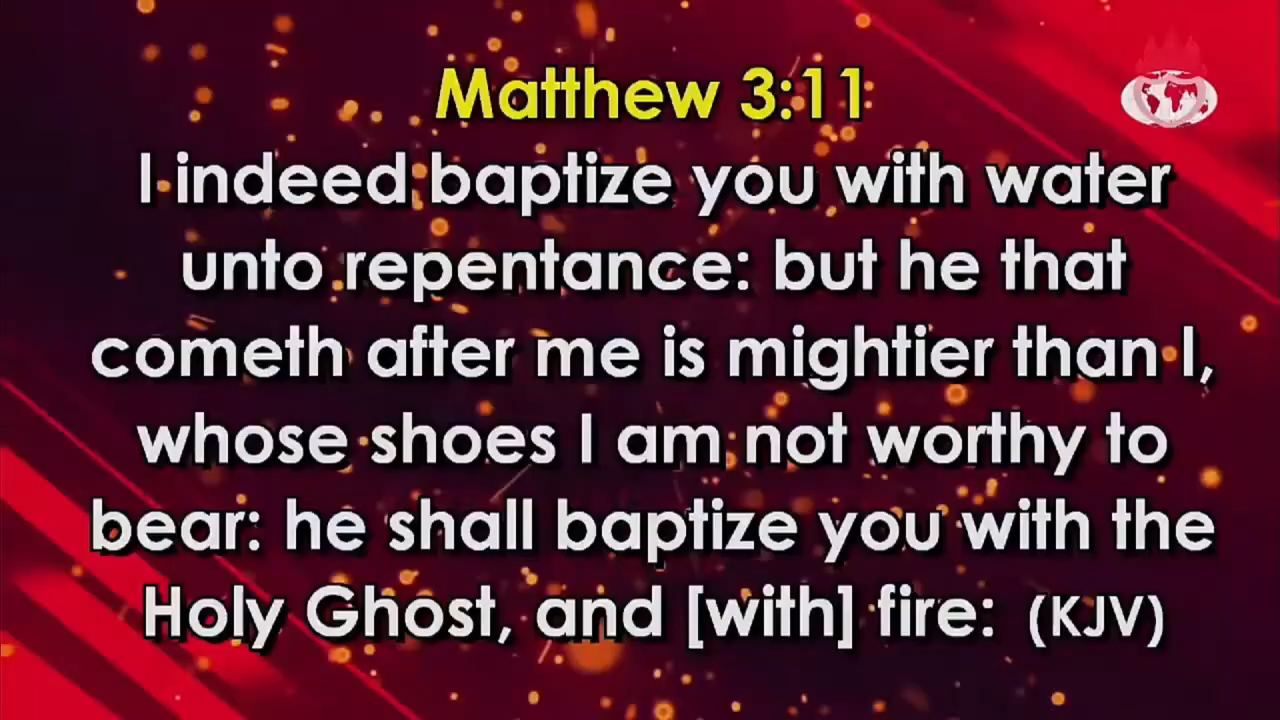 Matthew 3:11
I indeed baptize you with water
unto repentance: but he that
cometh after me is mightier than I,
whose shoes I am not worthy to
bear: he shall baptize you with the
Holy Ghost, and [with] fire: (KJV)